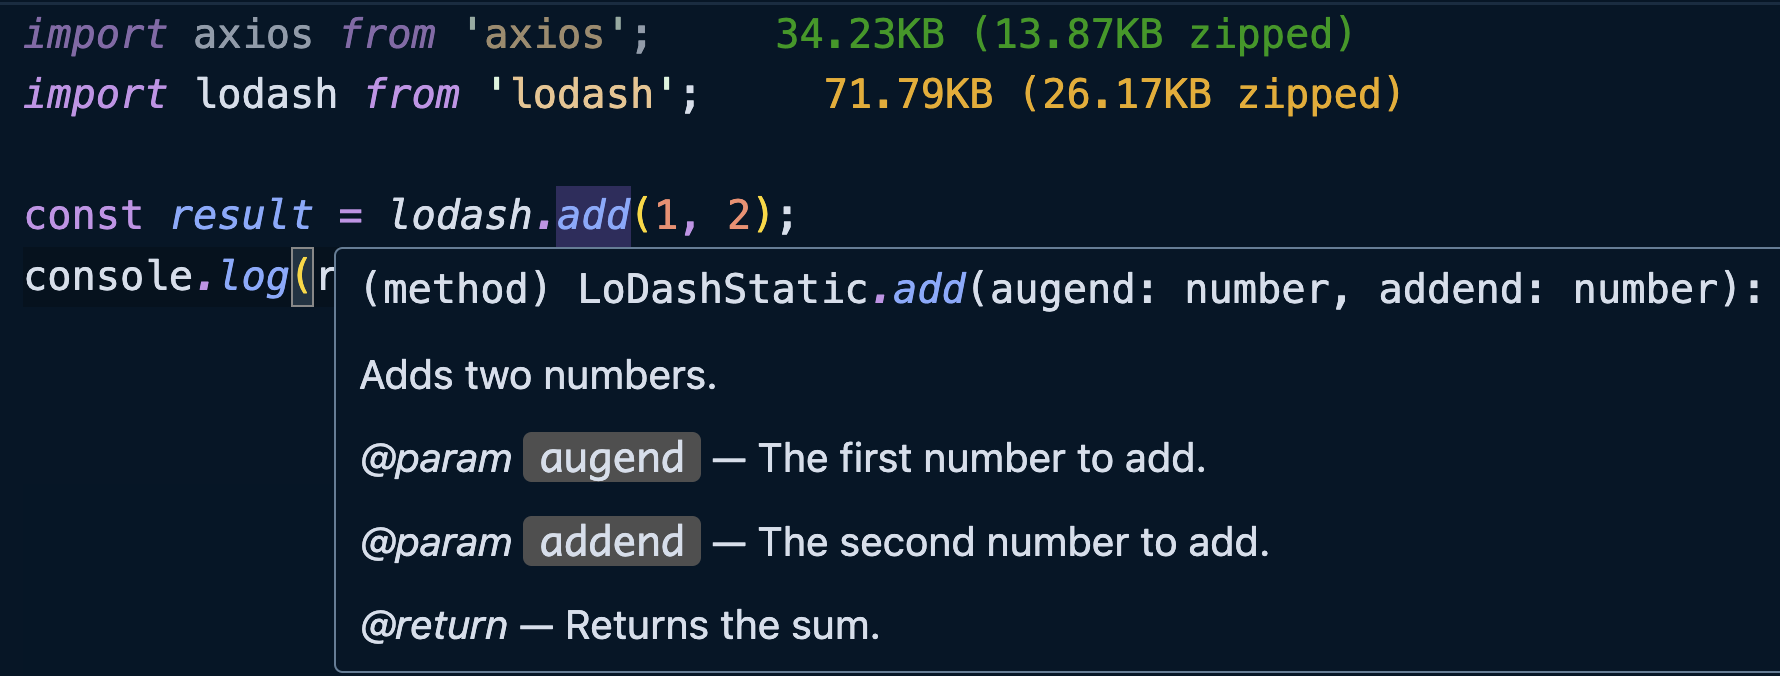 import axios from 'axios'; 34.23KB (13.87KB zipped)
import lodash from 'lodash'; 71.79KB (26.17KB zipped)
const result = lodash.add(1, 2);
console.log(r
(method) LoDashStatic.add(augend: number, addend: number):
Adds two numbers.
@param augend — The first number to add.
@param addend — The second number to add.
@return — Returns the sum.